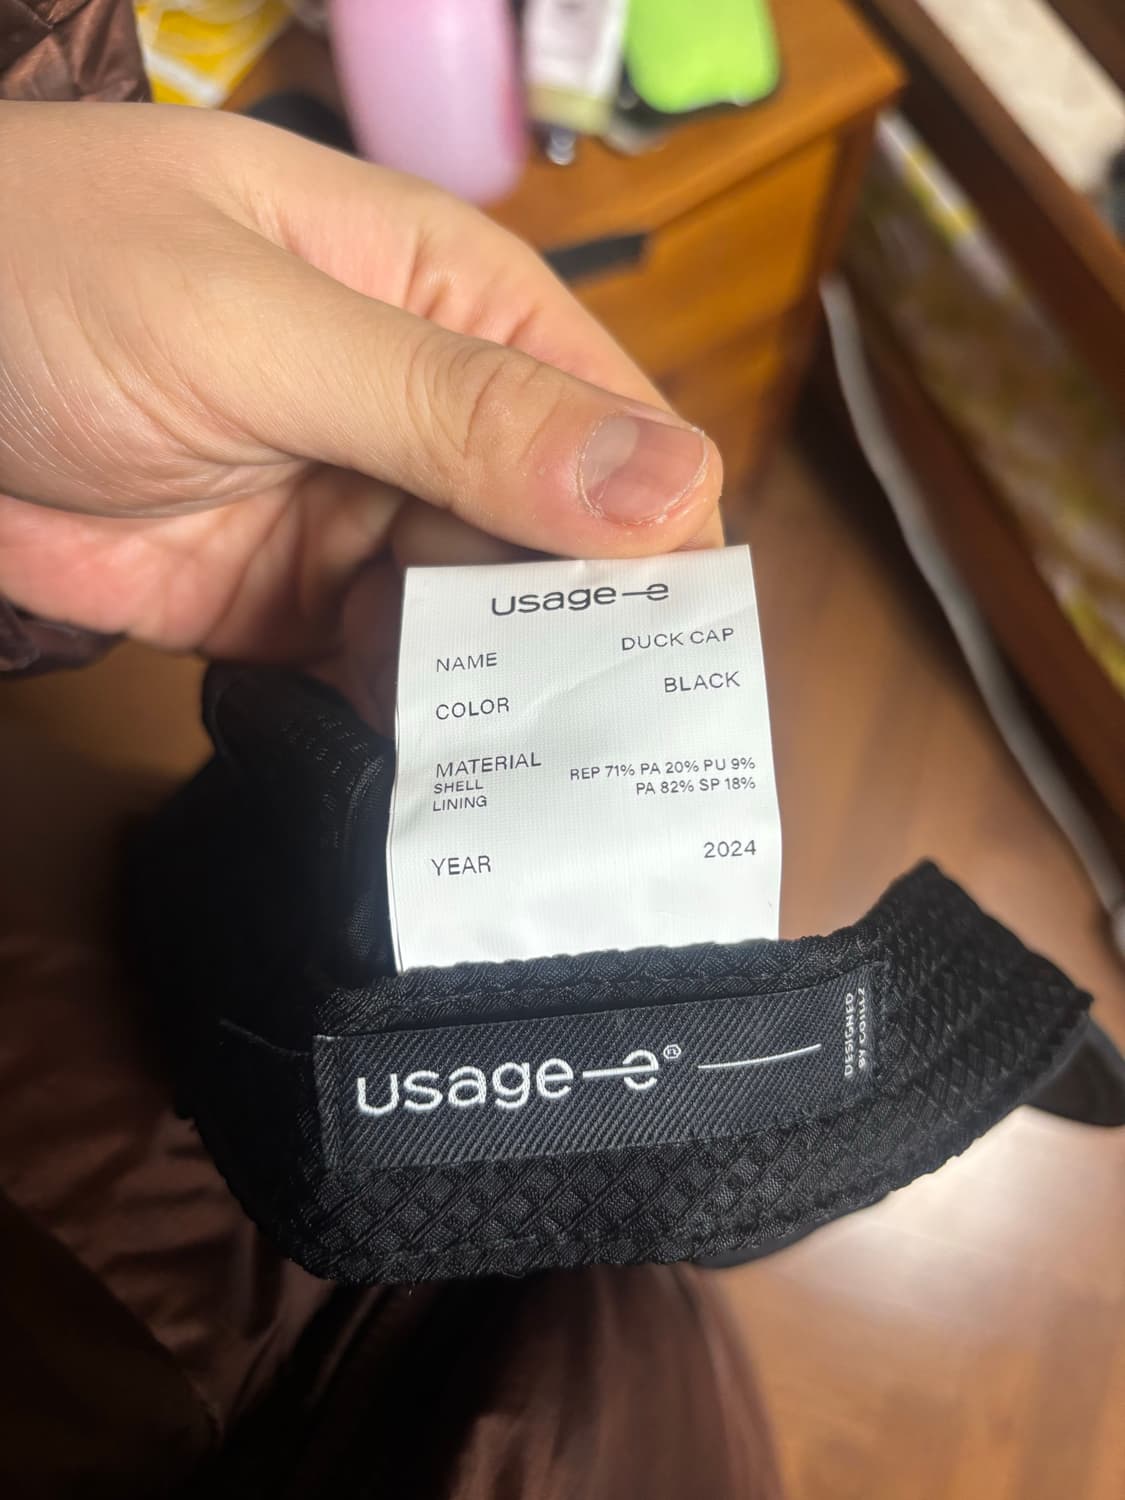 usage-e
NAME DUCK CAP
COLOR BLACK
MATERIAL
SHELL REP 71% PA 20% PU 9%
LINING PA 82% SP 18%
YEAR 2024
usage-e®
DESIGNED
BY